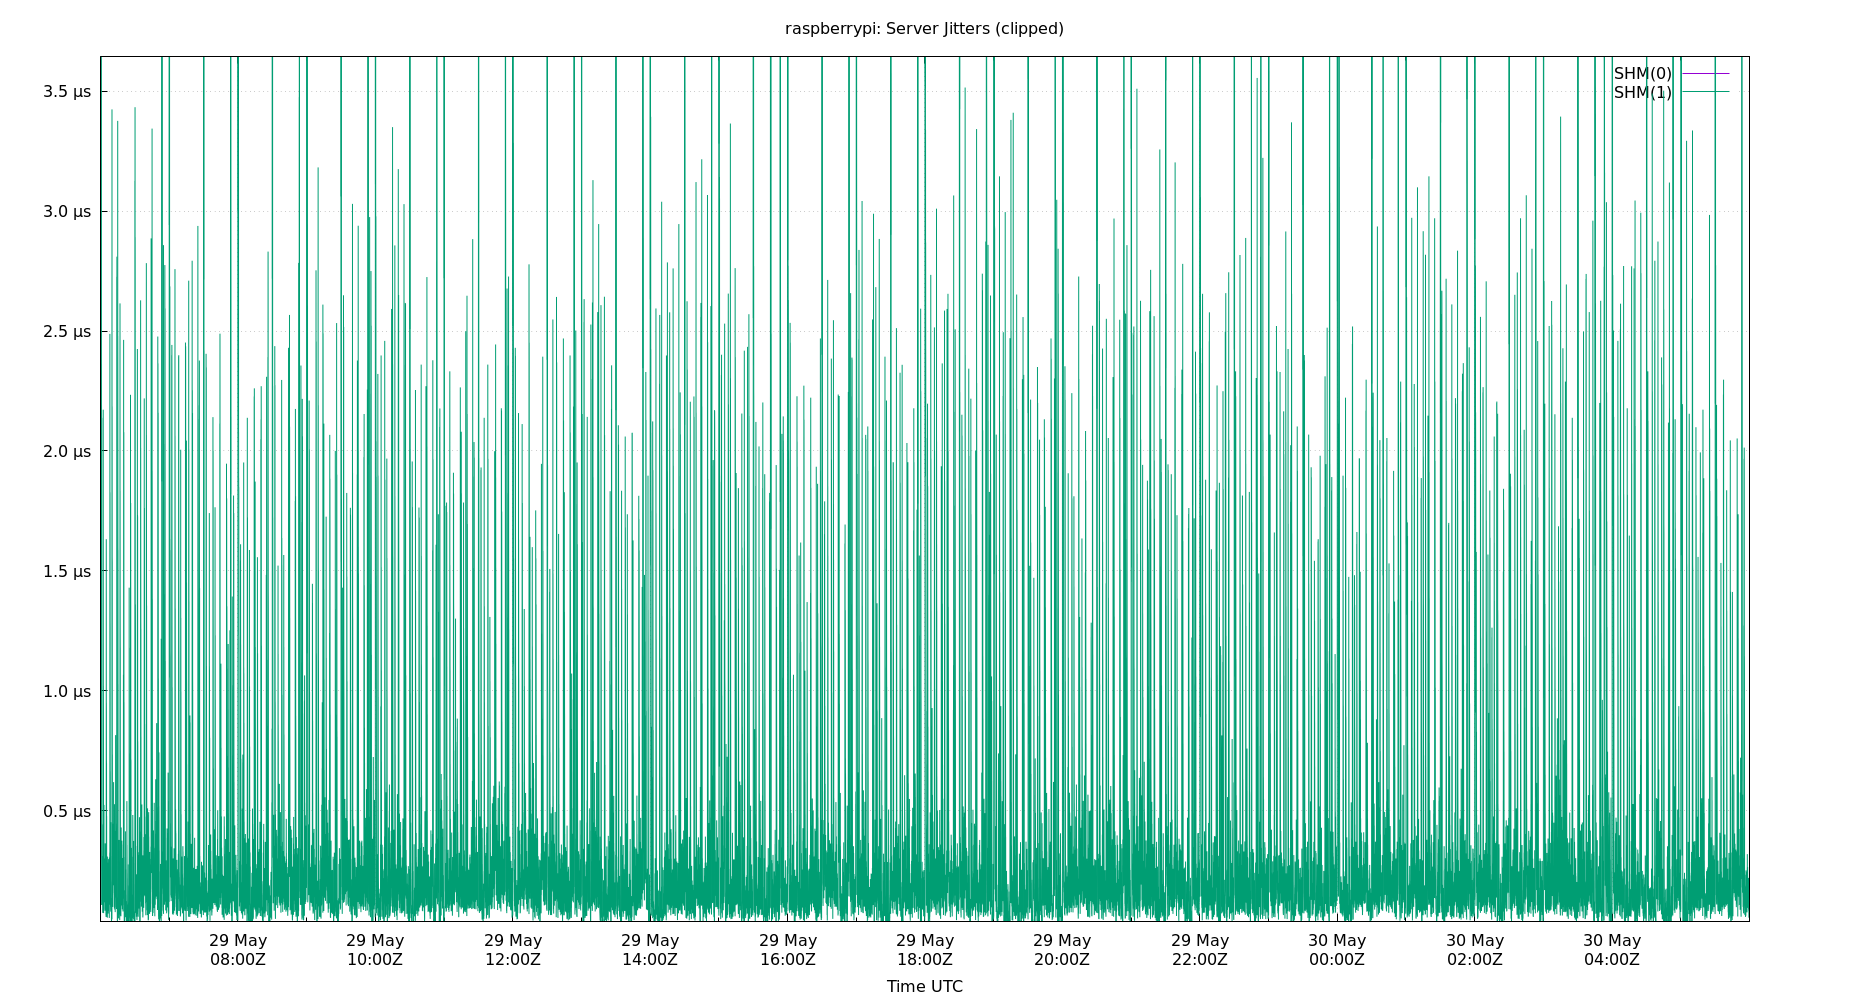 raspberrypi: Server Jitters (clipped)
SHM(0)
SHM(1)
3.5 µs
3.0 µs
2.5 µs
2.0 µs
1.5 µs
1.0 µs
0.5 µs
29 May 29 May 29 May 29 May 29 May 29 May 29 May 29 May 30 May 30 May 30 May
08:00Z 10:00Z 12:00Z 14:00Z 16:00Z 18:00Z 20:00Z 22:00Z 00:00Z 02:00Z 04:00Z
Time UTC